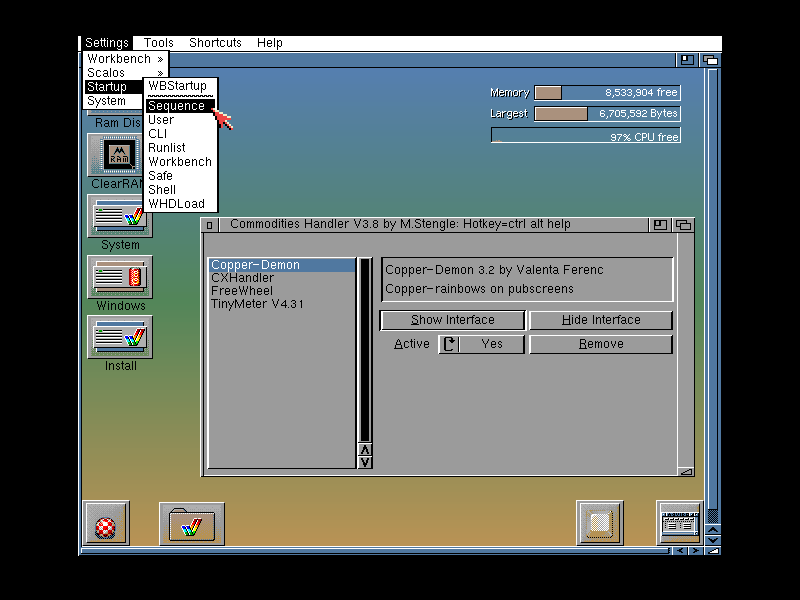 Settings Tools Shortcuts Help
Workbench »
Scalos »
Startup
System
WBStartup
Sequence
User
CLI
Runlist
Workbench
Safe
Shell
WHDLoad
Memory 8,533,904 free
Largest 6,705,592 Bytes
97% CPU free
Ram Dis
RAM
ClearRAM
System
Windows
Install
Commodities Handler V3.8 by M.Stengle: Hotkey=ctrl alt help
Copper-Demon
CXHandler
FreeWheel
TinyMeter V4.31
Copper-Demon 3.2 by Valenta Ferenc
Copper-rainbows on pubscreens
Show Interface Hide Interface
Active Yes Remove